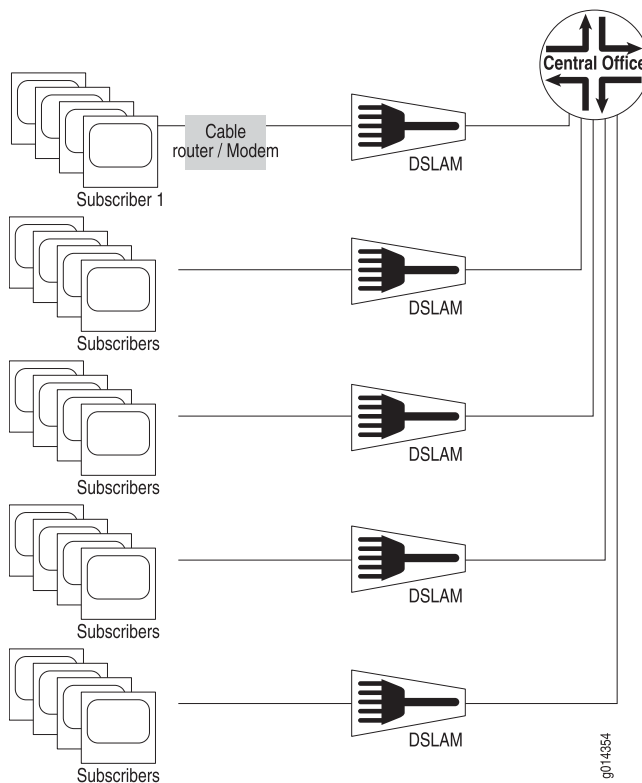 Central Office
Cable
router / Modem
DSLAM
Subscriber 1
DSLAM
Subscribers
DSLAM
Subscribers
DSLAM
Subscribers
DSLAM
Subscribers
g014354